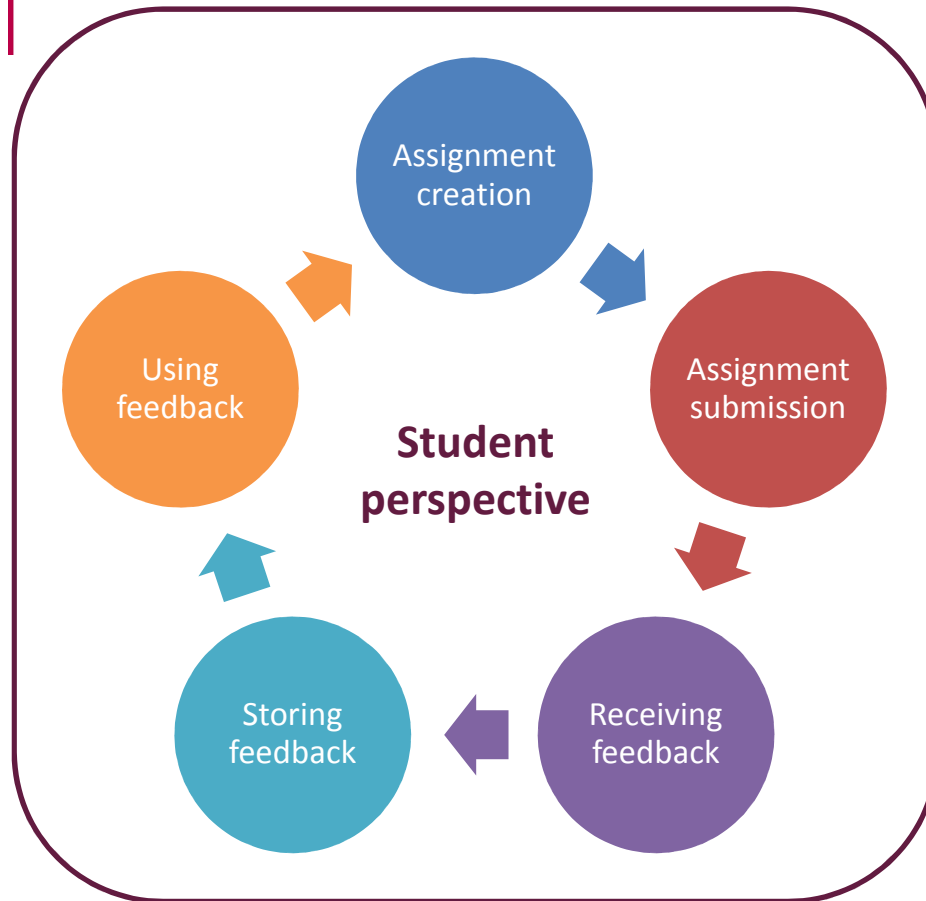 Assignment
creation
Assignment
submission
Receiving
feedback
Storing
feedback
Using
feedback
Student
perspective